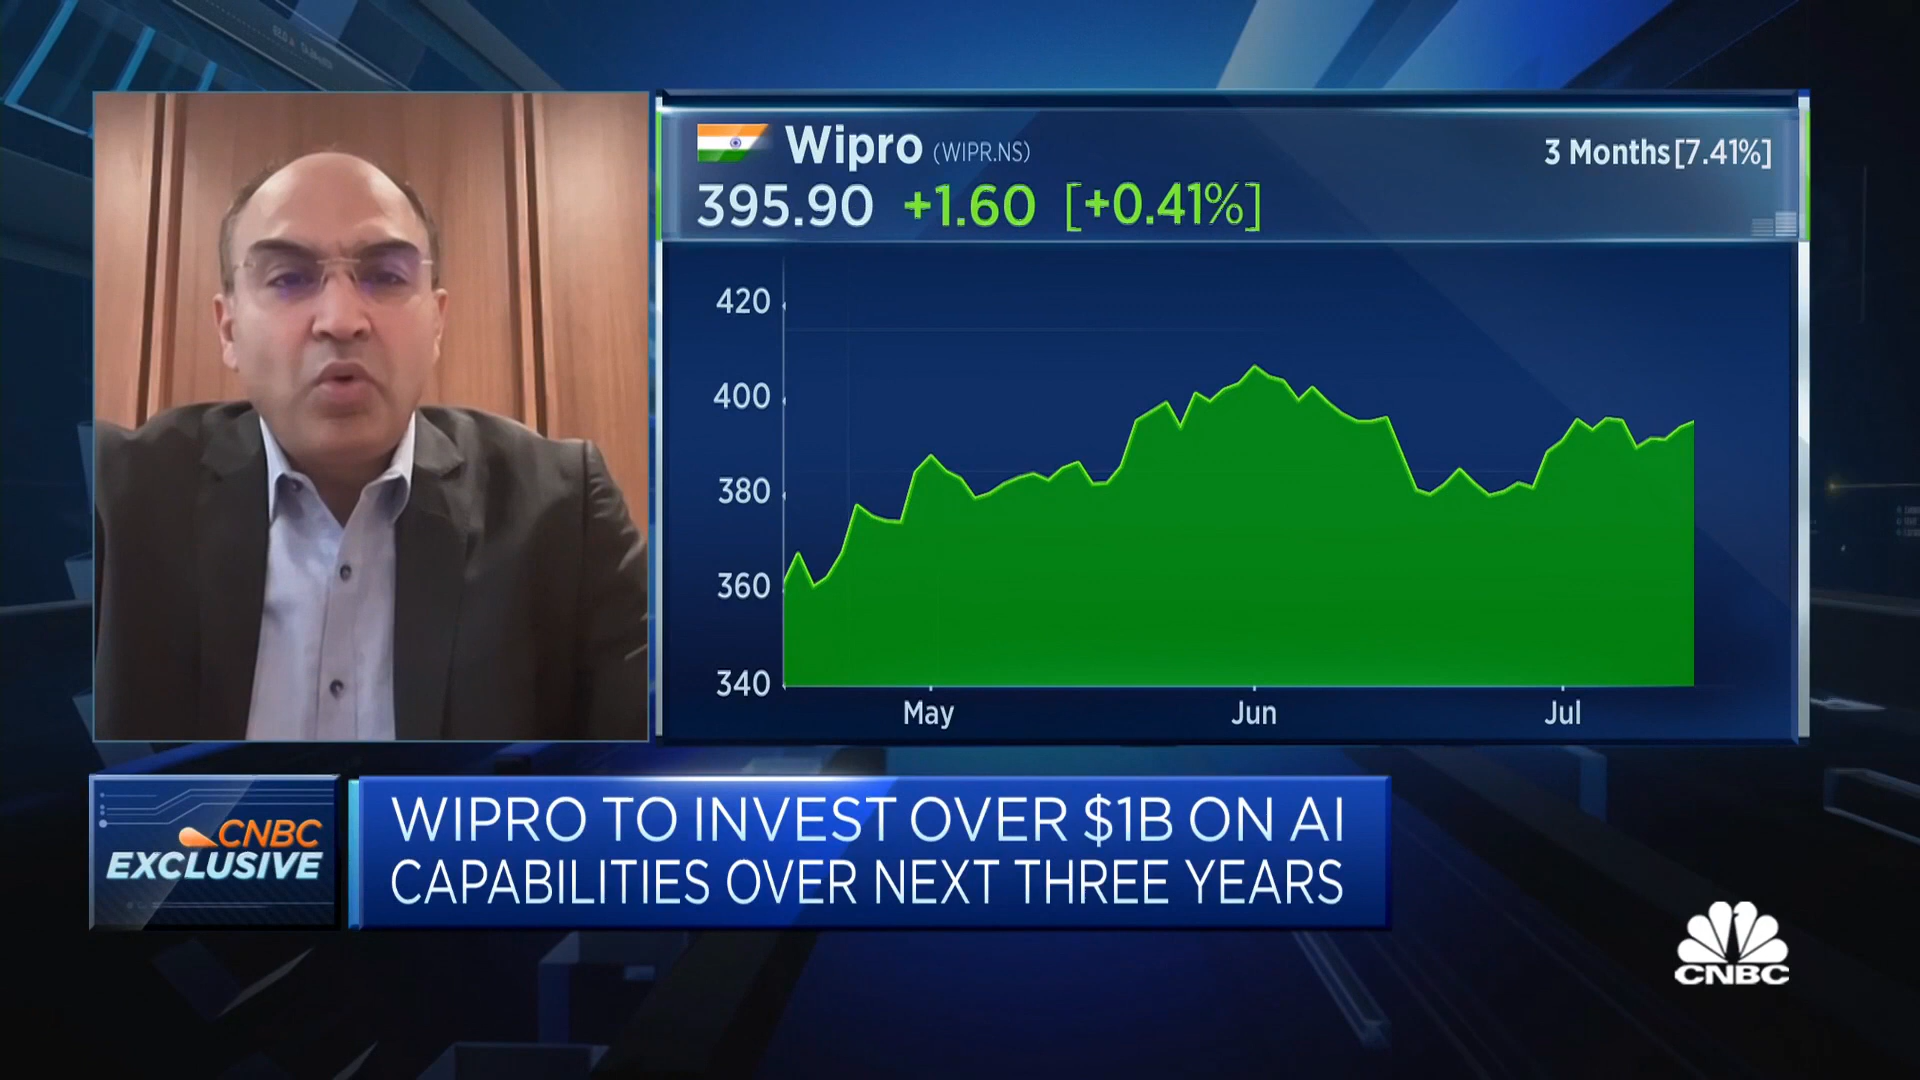 Wipro (WIPR.NS)
3 Months [7.41%]
395.90 +1.60 [+0.41%]
420
400
380
360
340
May Jun Jul
CNBC
EXCLUSIVE
WIPRO TO INVEST OVER $1B ON AI
CAPABILITIES OVER NEXT THREE YEARS
CNBC